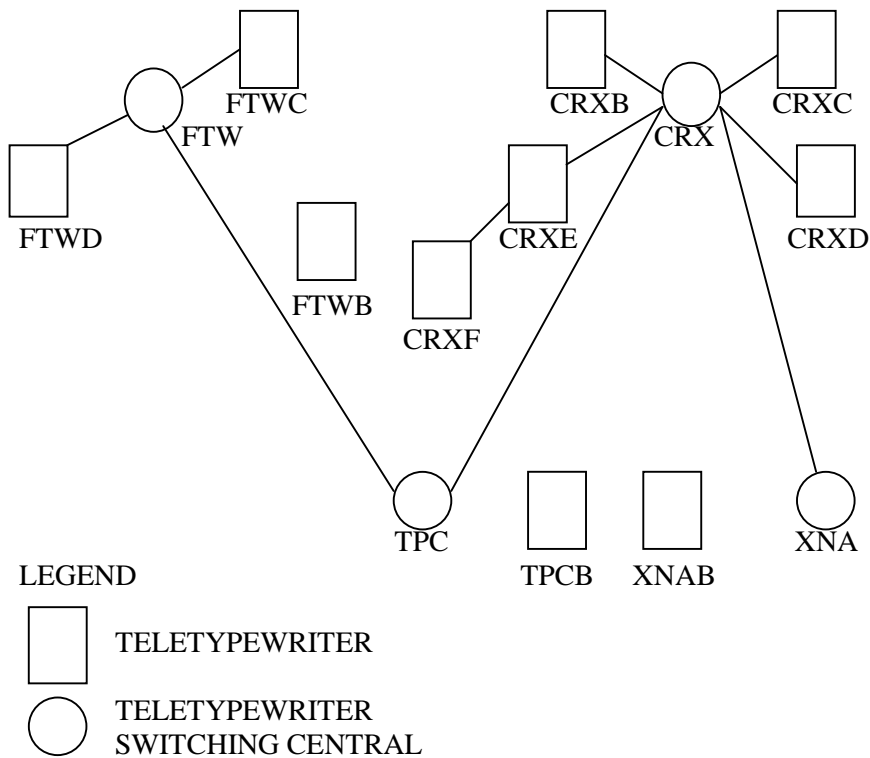 FTWC
CRXB
CRXC
FTW
CRX
FTWD
CRXE
CRXD
FTWB
CRXF
TPC
XNA
TPCB
XNAB
LEGEND
TELETYPEWRITER
TELETYPEWRITER
SWITCHING CENTRAL